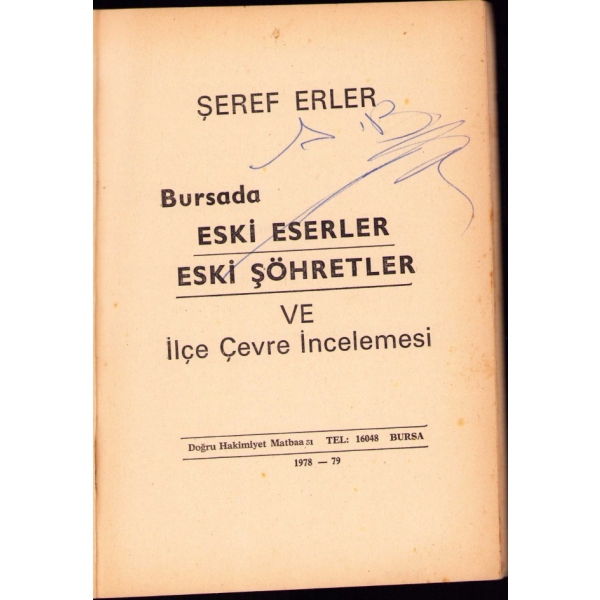 ŞEREF ERLER
Bursada
ESKİ ESERLER
ESKİ ŞÖHRETLER
VE
İlçe Çevre İncelemesi
Doğru Hakimiyet Matbaası TEL: 16048 BURSA
1978 — 79